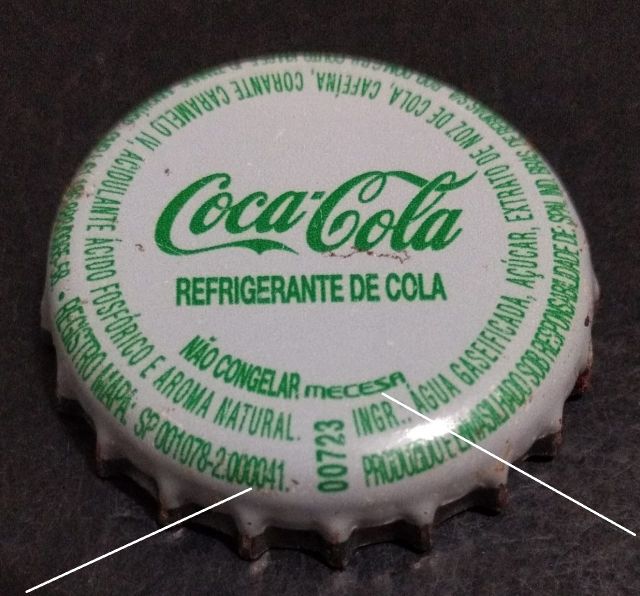 Coca-Cola
REFRIGERANTE DE COLA
NÃO CONGELAR mecesa
INGR.: ÁGUA GASEIFICADA, AÇÚCAR, EXTRATO DE NOZ DE COLA, CAFEÍNA, CORANTE CARAMELO IV, ACIDULANTE ÁCIDO FOSFÓRICO E AROMA NATURAL.
PRODUZIDO E ENVASILHADO SOB RESPONSABILIDADE DE
REGISTRO MAPA: SP 001078-2.000041.
00723